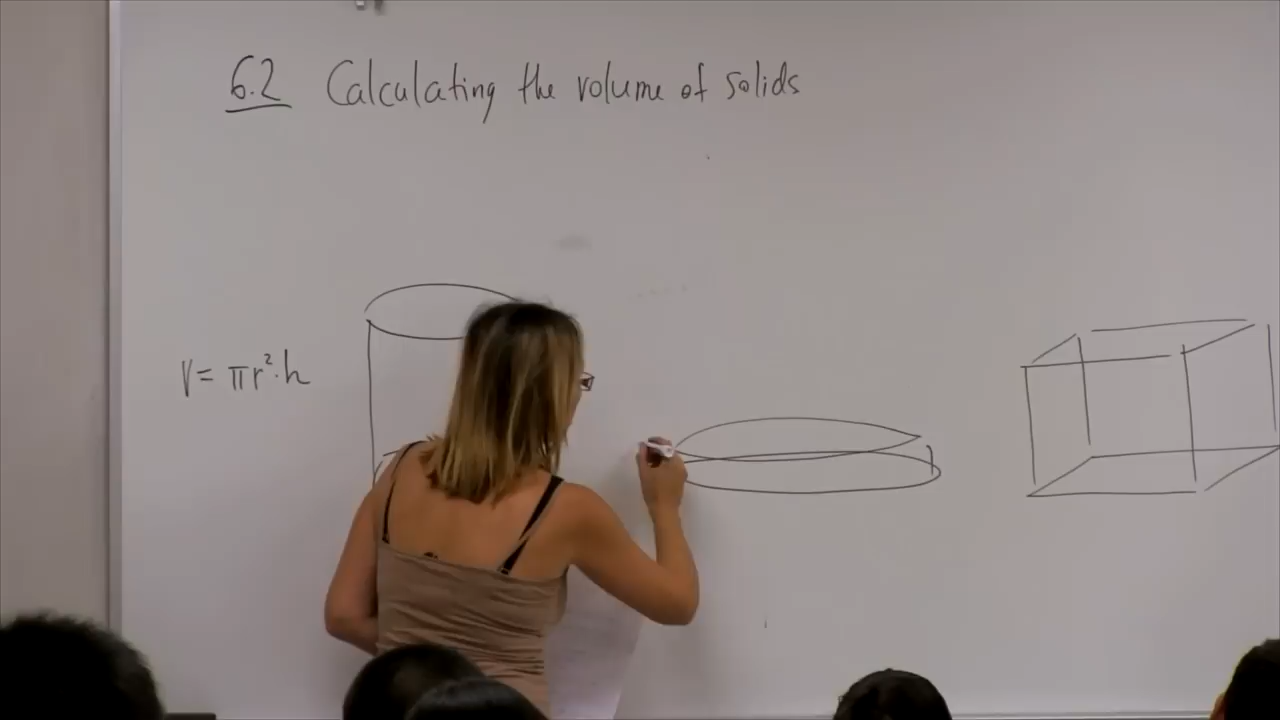 6.2 Calculating the volume of solids
V = πr²·h